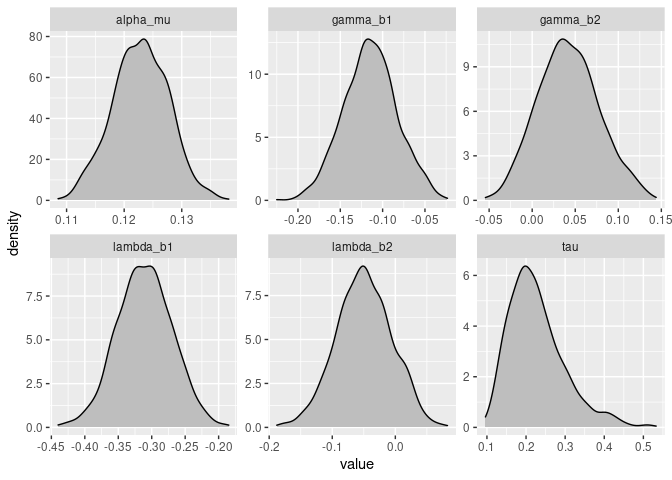 alpha_mu gamma_b1 gamma_b2
80
60
40
20
0
0.11 0.12 0.13
10
5
0
-0.20 -0.15 -0.10 -0.05
9
6
3
0
-0.05 0.00 0.05 0.10 0.15
density
lambda_b1 lambda_b2 tau
7.5
5.0
2.5
0.0
-0.45 -0.40 -0.35 -0.30 -0.25 -0.20
7.5
5.0
2.5
0.0
-0.2 -0.1 0.0
6
4
2
0
0.1 0.2 0.3 0.4 0.5
value